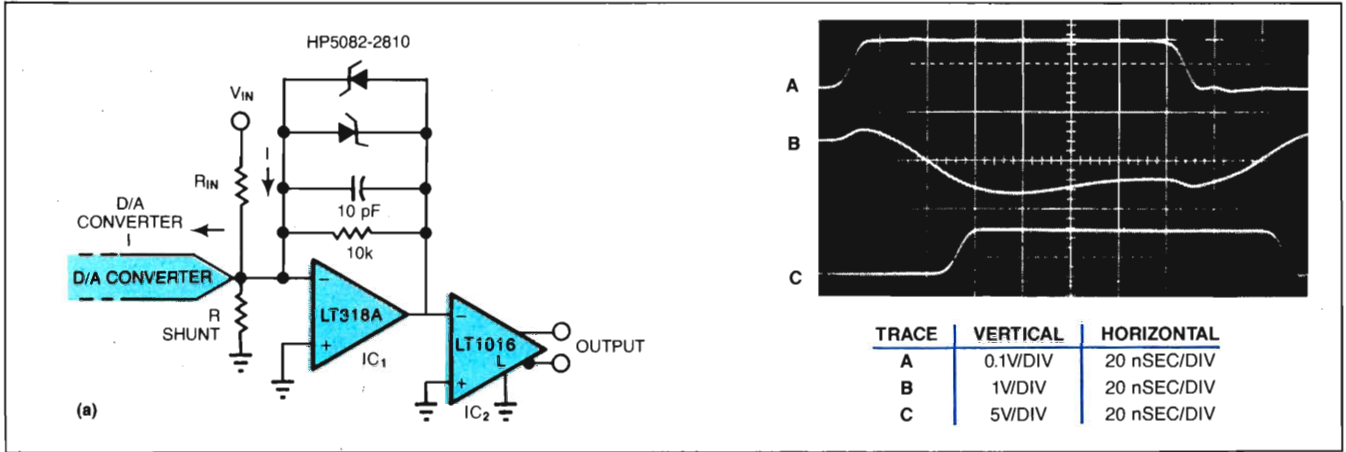 HP5082-2810
VIN
RIN
D/A
CONVERTER
I
I
10 pF
10k
D/A CONVERTER
R
SHUNT
−
LT318A
+
IC1
−
LT1016
L
+
IC2
OUTPUT
(a)
A
B
C
TRACE VERTICAL HORIZONTAL
A 0.1V/DIV 20 nSEC/DIV
B 1V/DIV 20 nSEC/DIV
C 5V/DIV 20 nSEC/DIV